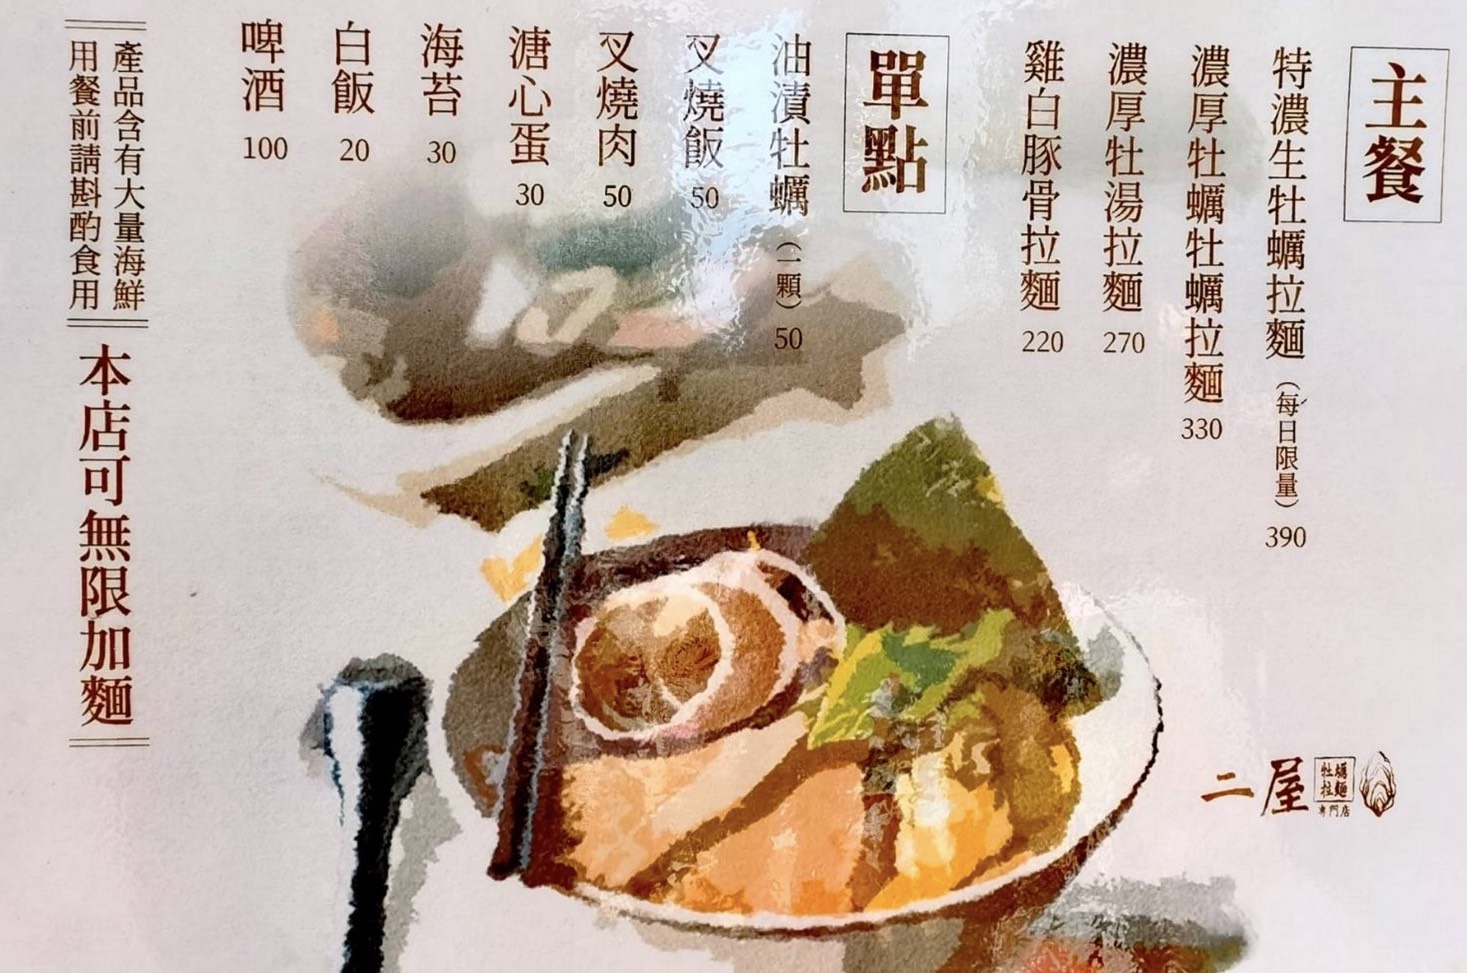 主餐
特濃生牡蠣拉麵（每日限量）390
濃厚牡蠣牡蠣拉麵 330
濃厚牡湯拉麵 270
雞白豚骨拉麵 220
單點
油漬牡蠣（一顆）50
叉燒飯 50
叉燒肉 50
溏心蛋 30
海苔 30
白飯 20
啤酒 100
產品含有大量海鮮
用餐前請斟酌食用
本店可無限加麵
二屋
牡蠣
拉麵
專門店